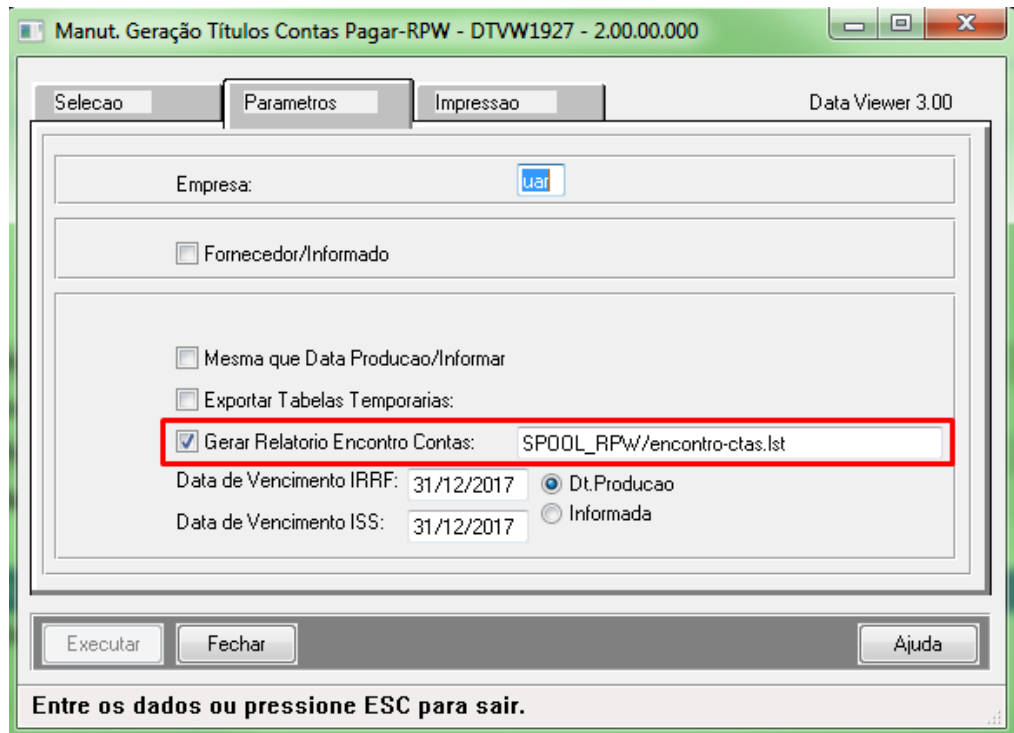 Manut. Geração Títulos Contas Pagar-RPW - DTVW1927 - 2.00.00.000
Selecao Parametros Impressao Data Viewer 3.00
Empresa: uar
Fornecedor/Informado
Mesma que Data Producao/Informar
Exportar Tabelas Temporarias:
Gerar Relatorio Encontro Contas: SPOOL_RPW/encontro-ctas.lst
Data de Vencimento IRRF: 31/12/2017 Dt.Producao
Data de Vencimento ISS: 31/12/2017 Informada
Executar Fechar Ajuda
Entre os dados ou pressione ESC para sair.